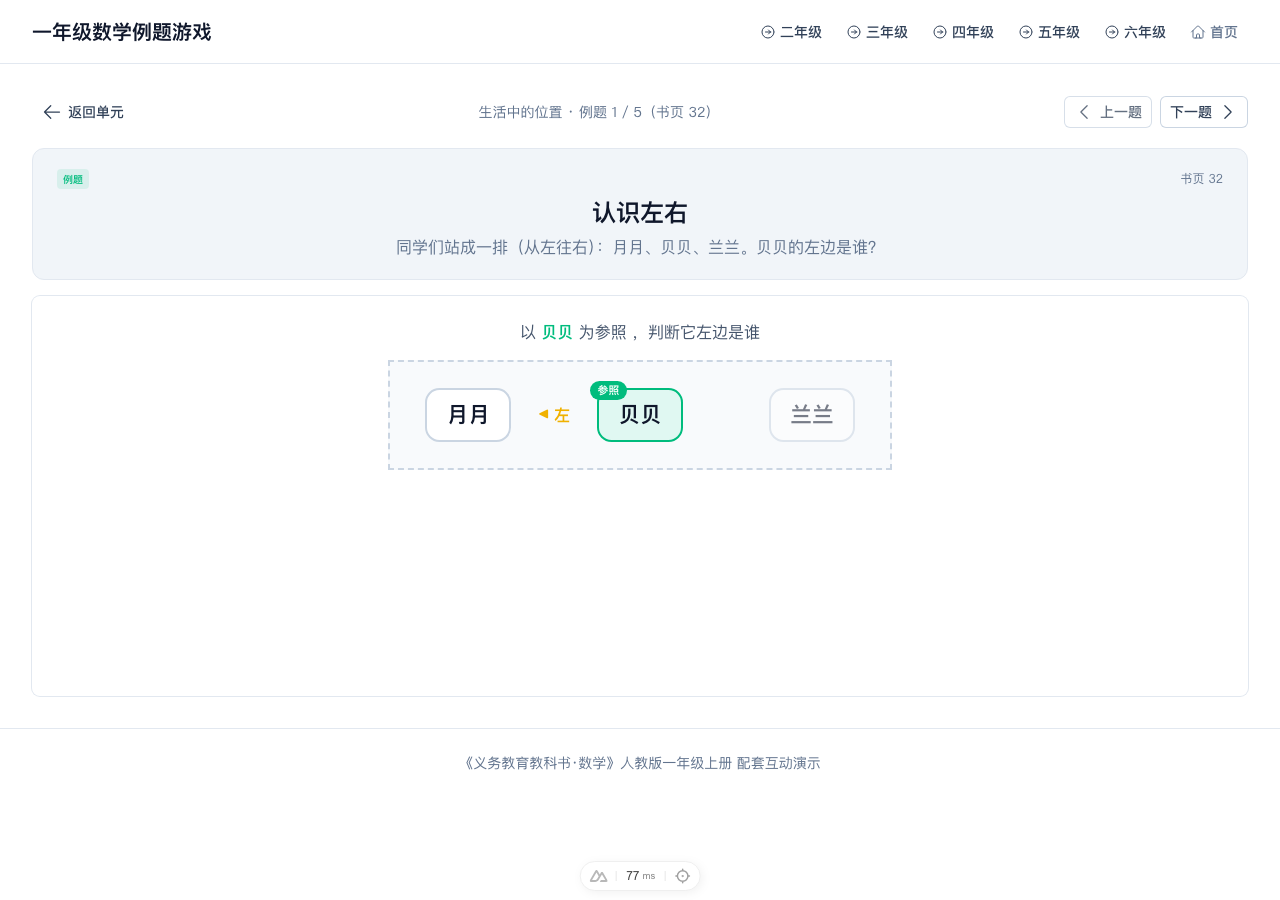 一年级数学例题游戏
二年级 三年级 四年级 五年级 六年级 首页
返回单元
生活中的位置 · 例题 1 / 5（书页 32）
上一题
下一题
例题
书页 32
认识左右
同学们站成一排（从左往右）：月月、贝贝、兰兰。贝贝的左边是谁？
以 贝贝 为参照 ，判断它左边是谁
参照
月月 ◀ 左 贝贝 兰兰
《义务教育教科书·数学》人教版一年级上册 配套互动演示
77 ms